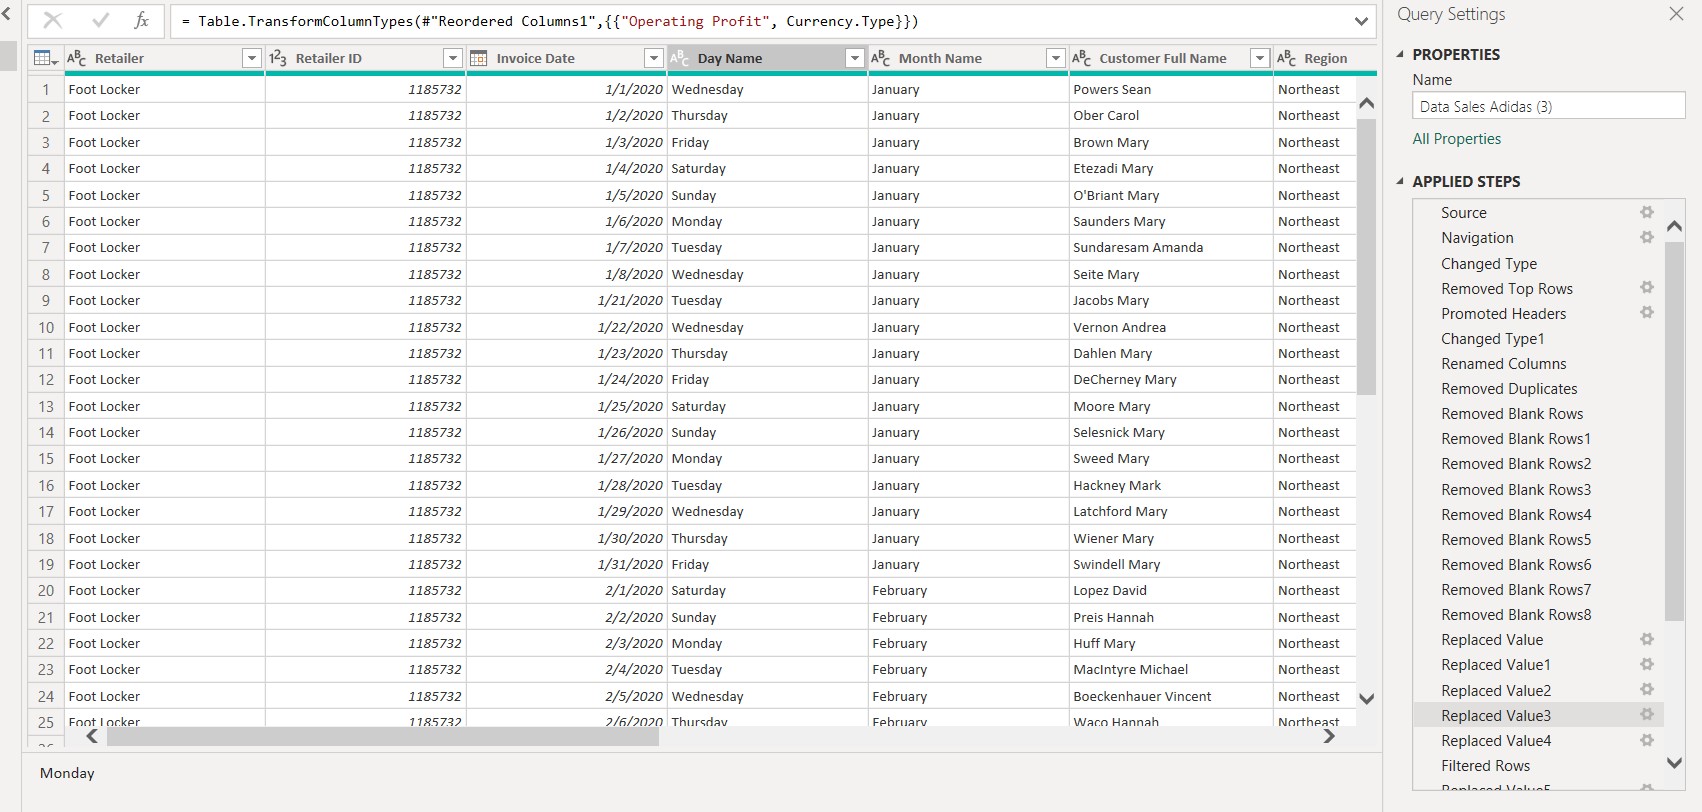 fx = Table.TransformColumnTypes(#"Reordered Columns1",{{"Operating Profit", Currency.Type}})
ABC Retailer 123 Retailer ID Invoice Date ABC Day Name ABC Month Name ABC Customer Full Name ABC Region
1 Foot Locker 1185732 1/1/2020 Wednesday January Powers Sean Northeast
2 Foot Locker 1185732 1/2/2020 Thursday January Ober Carol Northeast
3 Foot Locker 1185732 1/3/2020 Friday January Brown Mary Northeast
4 Foot Locker 1185732 1/4/2020 Saturday January Etezadi Mary Northeast
5 Foot Locker 1185732 1/5/2020 Sunday January O'Briant Mary Northeast
6 Foot Locker 1185732 1/6/2020 Monday January Saunders Mary Northeast
7 Foot Locker 1185732 1/7/2020 Tuesday January Sundaresam Amanda Northeast
8 Foot Locker 1185732 1/8/2020 Wednesday January Seite Mary Northeast
9 Foot Locker 1185732 1/21/2020 Tuesday January Jacobs Mary Northeast
10 Foot Locker 1185732 1/22/2020 Wednesday January Vernon Andrea Northeast
11 Foot Locker 1185732 1/23/2020 Thursday January Dahlen Mary Northeast
12 Foot Locker 1185732 1/24/2020 Friday January DeCherney Mary Northeast
13 Foot Locker 1185732 1/25/2020 Saturday January Moore Mary Northeast
14 Foot Locker 1185732 1/26/2020 Sunday January Selesnick Mary Northeast
15 Foot Locker 1185732 1/27/2020 Monday January Sweed Mary Northeast
16 Foot Locker 1185732 1/28/2020 Tuesday January Hackney Mark Northeast
17 Foot Locker 1185732 1/29/2020 Wednesday January Latchford Mary Northeast
18 Foot Locker 1185732 1/30/2020 Thursday January Wiener Mary Northeast
19 Foot Locker 1185732 1/31/2020 Friday January Swindell Mary Northeast
20 Foot Locker 1185732 2/1/2020 Saturday February Lopez David Northeast
21 Foot Locker 1185732 2/2/2020 Sunday February Preis Hannah Northeast
22 Foot Locker 1185732 2/3/2020 Monday February Huff Mary Northeast
23 Foot Locker 1185732 2/4/2020 Tuesday February MacIntyre Michael Northeast
24 Foot Locker 1185732 2/5/2020 Wednesday February Boeckenhauer Vincent Northeast
25 Foot Locker 1185732 2/6/2020 Thursday February Waco Hannah Northeast
26
Monday
Query Settings
PROPERTIES
Name
Data Sales Adidas (3)
All Properties
APPLIED STEPS
Source
Navigation
Changed Type
Removed Top Rows
Promoted Headers
Changed Type1
Renamed Columns
Removed Duplicates
Removed Blank Rows
Removed Blank Rows1
Removed Blank Rows2
Removed Blank Rows3
Removed Blank Rows4
Removed Blank Rows5
Removed Blank Rows6
Removed Blank Rows7
Removed Blank Rows8
Replaced Value
Replaced Value1
Replaced Value2
Replaced Value3
Replaced Value4
Filtered Rows
Replaced Value5